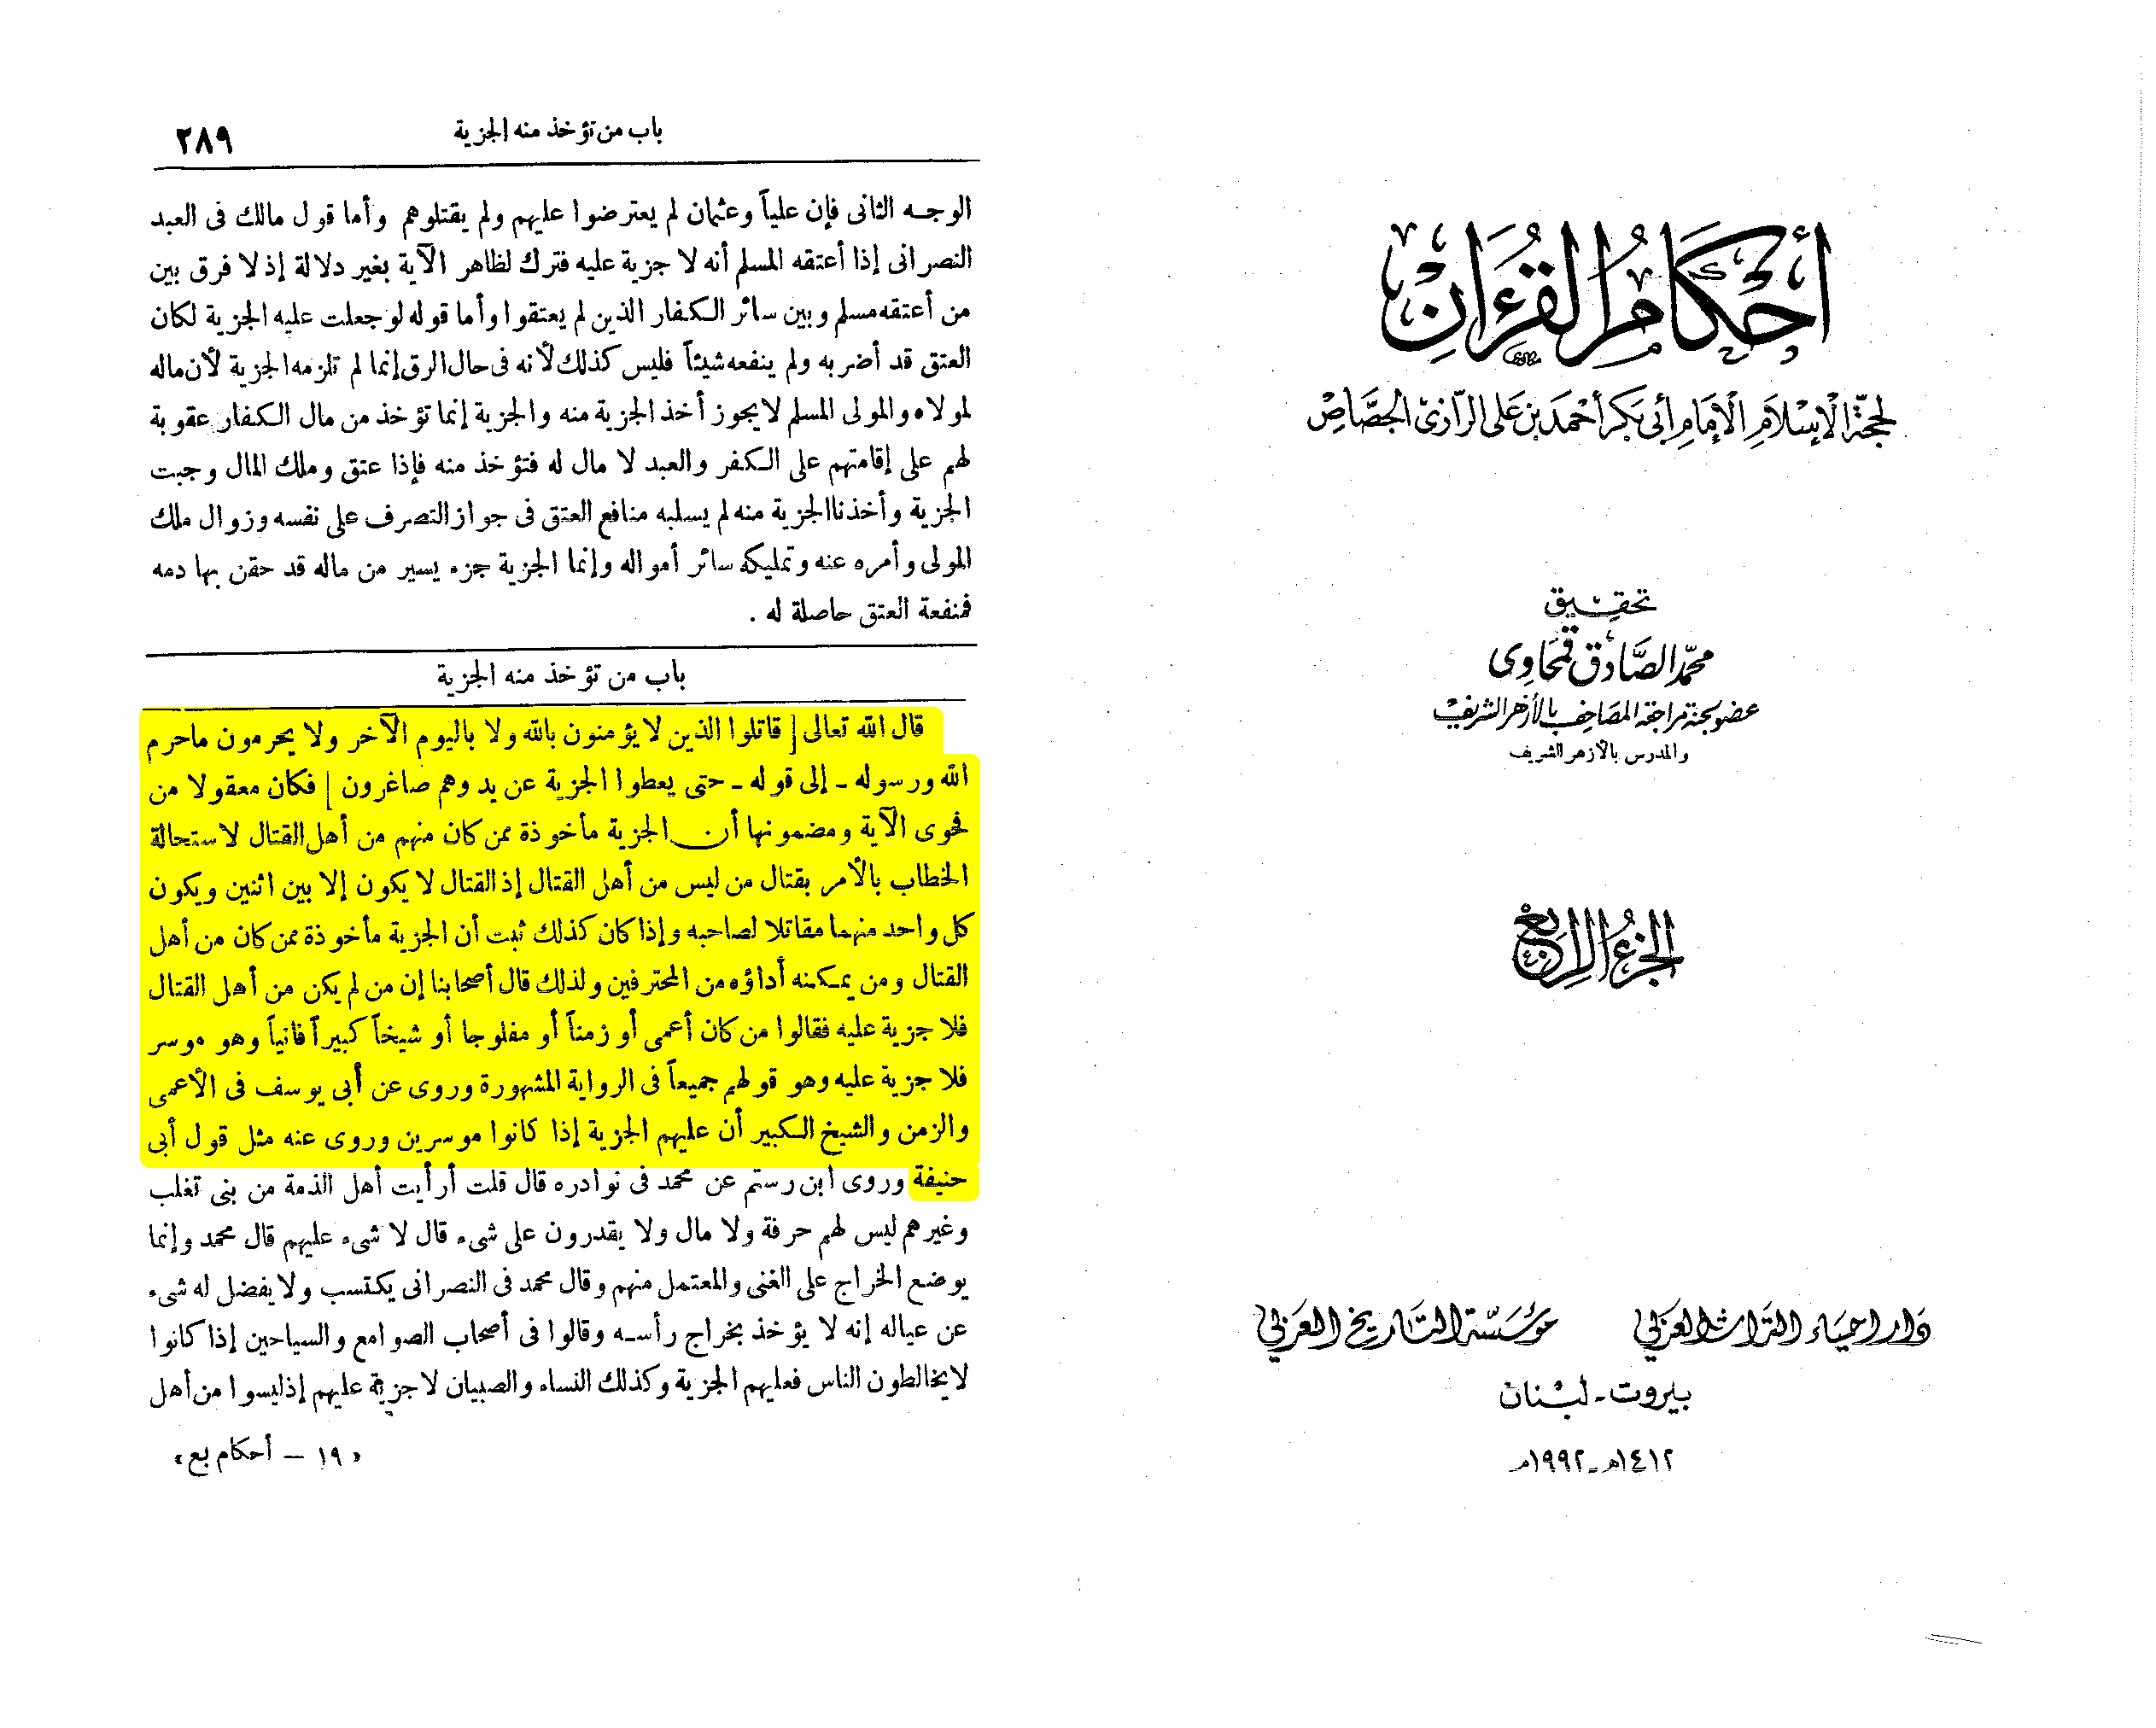 أحكام القرءان
لحجة الإسلام الإمام أبي بكر أحمد بن علي الرازي الجصاص
تحقيق
محمد الصادق قمحاوي
عضو لجنة مراجعة المصاحف بالأزهر الشريف
والمدرس بالأزهر الشريف
الجزء الرابع
دار إحياء التراث العربي مؤسسة التاريخ العربي
بيروت - لبنان
١٤١٢هـ - ١٩٩٢م
باب من تؤخذ منه الجزية ٢٨٩
الوجه الثانى فإن علياً وعثمان لم يعترضوا عليهم ولم يقتلوهم وأما قول مالك فى العبد
النصرانى إذا أعتقه المسلم أنه لا جزية عليه فترك لظاهر الآية بغير دلالة إذ لا فرق بين
من أعتقه مسلم وبين سائر الكفار الذين لم يعتقوا وأما قوله لو جعلت عليه الجزية لكان
العتق قد أضر به ولم ينفعه شيئاً فليس كذلك لأنه فى حال الرق إنما لم تلزمه الجزية لأن ماله
لمولاه والمولى المسلم لا يجوز أخذ الجزية منه والجزية إنما تؤخذ من مال الكفار عقوبة
لهم على إقامتهم على الكفر والعبد لا مال له فتؤخذ منه فإذا عتق وملك المال وجبت
الجزية وأخذنا الجزية منه لم يسلبه منافع العتق فى جواز التصرف على نفسه وزوال ملك
المولى وأمره عنه وتمليكه سائر أمواله وإنما الجزية جزء يسير من ماله قد حقن بها دمه
فمنفعة العتق حاصلة له .
باب من تؤخذ منه الجزية
قال الله تعالى [ قاتلوا الذين لا يؤمنون بالله ولا باليوم الآخر ولا يحرمون ما حرم
الله ورسوله - إلى قوله - حتى يعطوا الجزية عن يد وهم صاغرون ] فكان معقولا من
فحوى الآية ومضمونها أن الجزية مأخوذة ممن كان منهم من أهل القتال لاستحالة
الخطاب بالأمر بقتال من ليس من أهل القتال إذ القتال لا يكون إلا بين اثنين ويكون
كل واحد منهما مقاتلا لصاحبه وإذا كان كذلك ثبت أن الجزية مأخوذة ممن كان من أهل
القتال ومن يمكنه أداؤه من المحترفين ولذلك قال أصحابنا إن من لم يكن من أهل القتال
فلا جزية عليه فقالوا من كان أعمى أو زمناً أو مفلوجا أو شيخاً كبيراً فانياً وهو موسر
فلا جزية عليه وهو قولهم جميعاً فى الرواية المشهورة وروى عن أبى يوسف فى الأعمى
والزمن والشيخ الكبير أن عليهم الجزية إذا كانوا موسرين وروى عنه مثل قول أبى
حنيفة وروى ابن رستم عن محمد فى نوادره قال قلت أرأيت أهل الذمة من بنى تغلب
وغيرهم ليس لهم حرفة ولا مال ولا يقدرون على شىء قال لا شىء عليهم قال محمد وإنما
يوضع الخراج على الغنى والمعتمل منهم وقال محمد فى النصرانى يكتسب ولا يفضل له شىء
عن عياله إنه لا يؤخذ بخراج رأسه وقالوا فى أصحاب الصوامع والسياحين إذا كانوا
لا يخالطون الناس فعليهم الجزية وكذلك النساء والصبيان لا جزية عليهم إذ ليسوا من أهل
« ١٩ — أحكام بع »